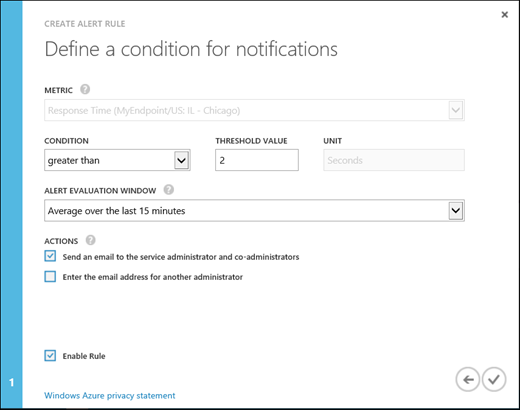 CREATE ALERT RULE
Define a condition for notifications
METRIC ?
Response Time (MyEndpoint/US: IL - Chicago)
CONDITION THRESHOLD VALUE UNIT
greater than 2 Seconds
ALERT EVALUATION WINDOW ?
Average over the last 15 minutes
ACTIONS ?
Send an email to the service administrator and co-administrators
Enter the email address for another administrator
Enable Rule
1
Windows Azure privacy statement